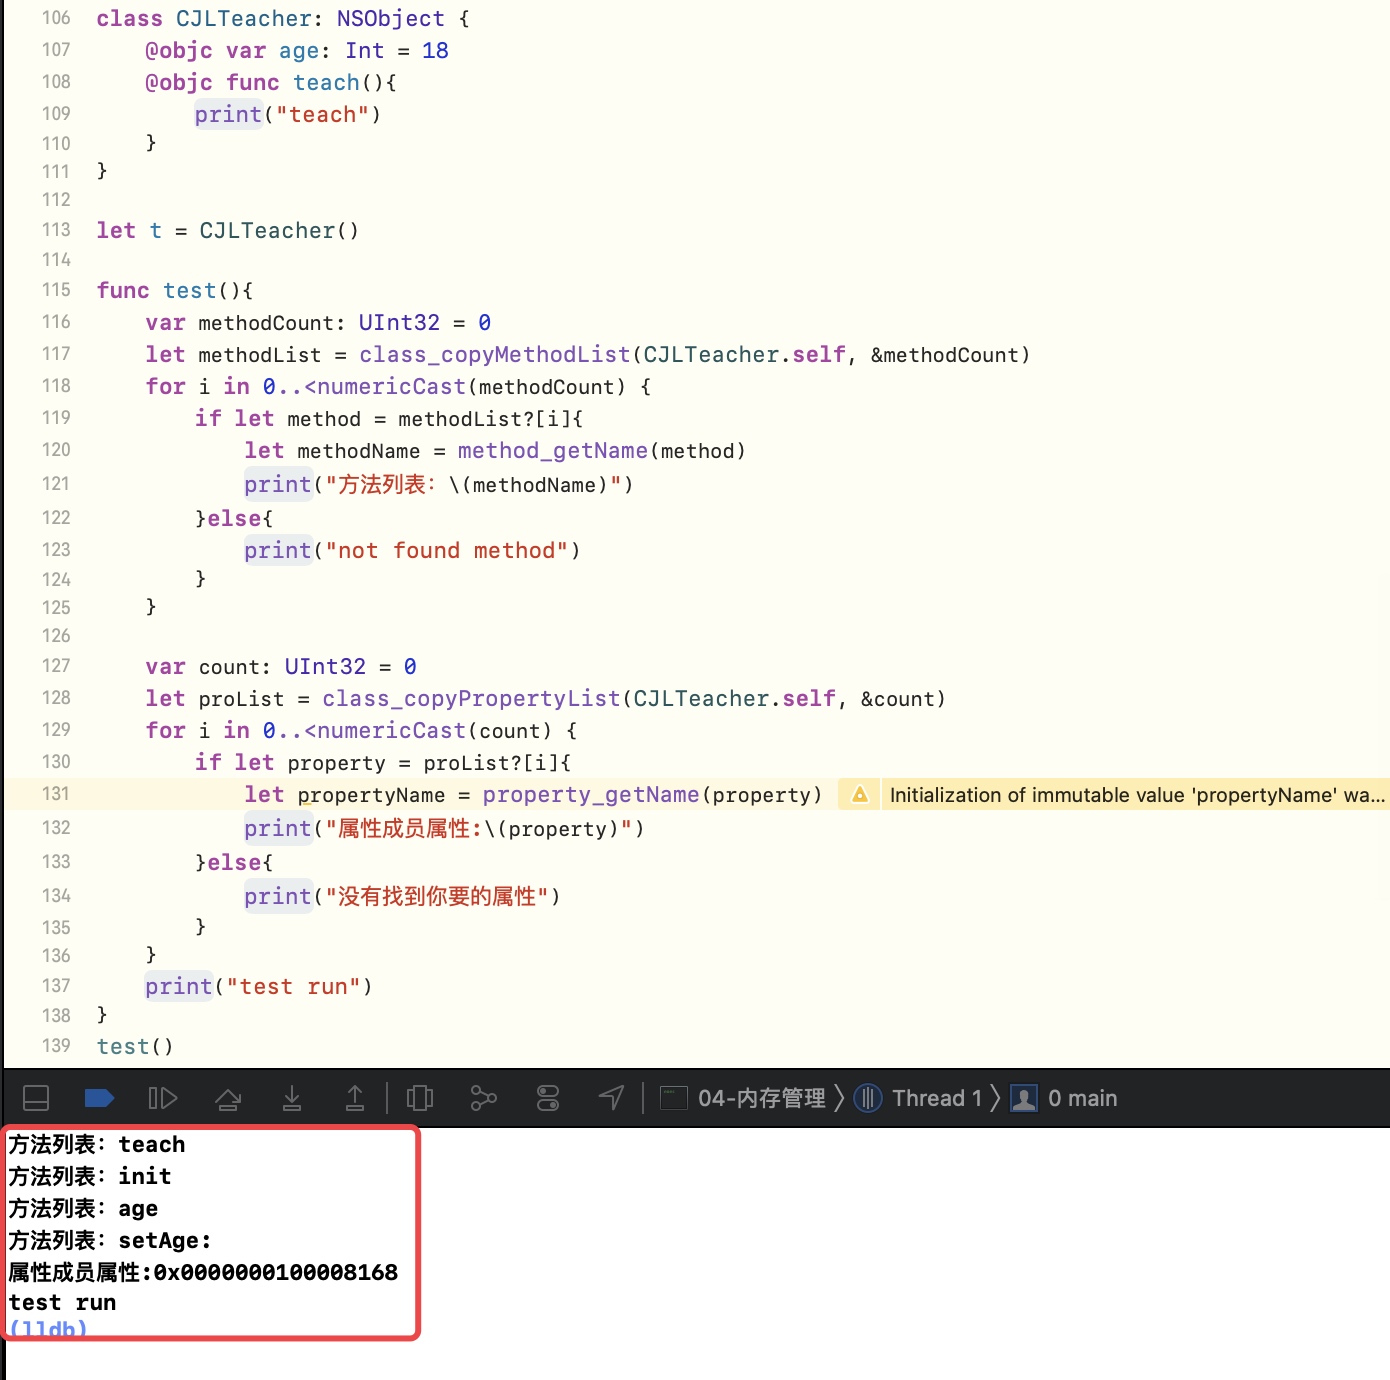 106 class CJLTeacher: NSObject {
107     @objc var age: Int = 18
108     @objc func teach(){
109         print("teach")
110     }
111 }
112
113 let t = CJLTeacher()
114
115 func test(){
116     var methodCount: UInt32 = 0
117     let methodList = class_copyMethodList(CJLTeacher.self, &methodCount)
118     for i in 0..<numericCast(methodCount) {
119         if let method = methodList?[i]{
120             let methodName = method_getName(method)
121             print("方法列表：\(methodName)")
122         }else{
123             print("not found method")
124         }
125     }
126
127     var count: UInt32 = 0
128     let proList = class_copyPropertyList(CJLTeacher.self, &count)
129     for i in 0..<numericCast(count) {
130         if let property = proList?[i]{
131             let propertyName = property_getName(property) Initialization of immutable value 'propertyName' wa...
132             print("属性成员属性:\(property)")
133         }else{
134             print("没有找到你要的属性")
135         }
136     }
137     print("test run")
138 }
139 test()
04-内存管理 〉 Thread 1 〉 0 main
方法列表：teach
方法列表：init
方法列表：age
方法列表：setAge:
属性成员属性:0x0000000100008168
test run
(lldb)